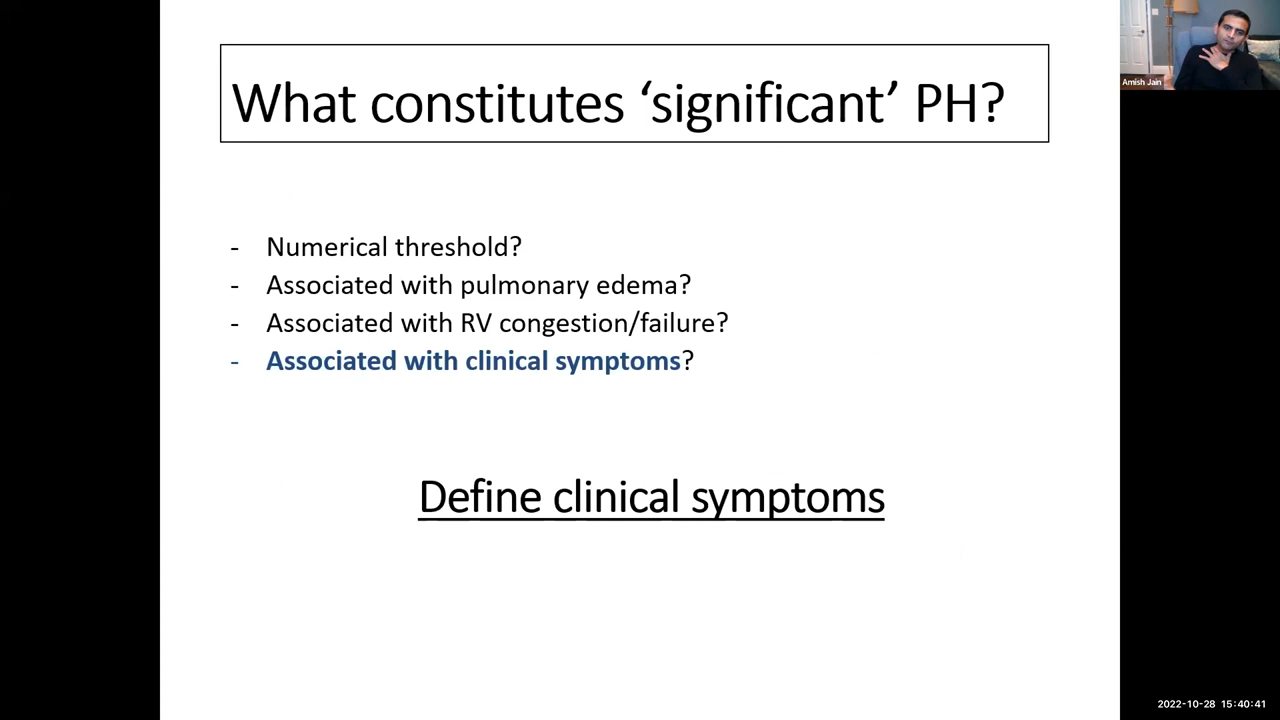 What constitutes ‘significant’ PH?
Amish Jain
- Numerical threshold?
- Associated with pulmonary edema?
- Associated with RV congestion/failure?
- Associated with clinical symptoms?
Define clinical symptoms
2022-10-28 15:40:41